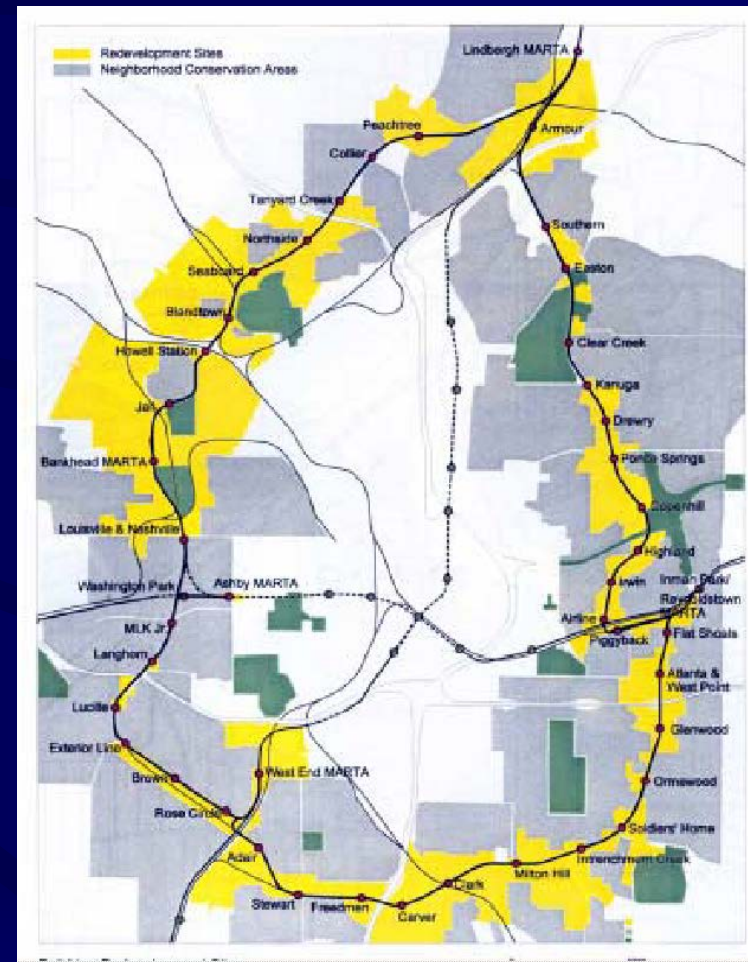 Redevelopment Sites
Neighborhood Conservation Areas
Lindbergh MARTA
Peachtree
Armour
Collier
Tanyard Creek
Northside
Southern
Seaboard
Easton
Blandtown
Howell Station
Clear Creek
Kanuga
Jail
Drewry
Bankhead MARTA
Ponce Springs
Copenhill
Louisville & Nashville
Highland
Washington Park
Ashby MARTA
Irwin
Inman Park/
Reynoldstown
MARTA
MLK Jr.
Airline
Piggyback
Flat Shoals
Langhorn
Atlanta &
West Point
Lucille
Glenwood
Exterior Line
Brown
West End MARTA
Ormewood
Rose Circle
Soldiers' Home
Adair
Intrenchment Creek
Milton Hill
Clark
Stewart
Freedmen
Carver